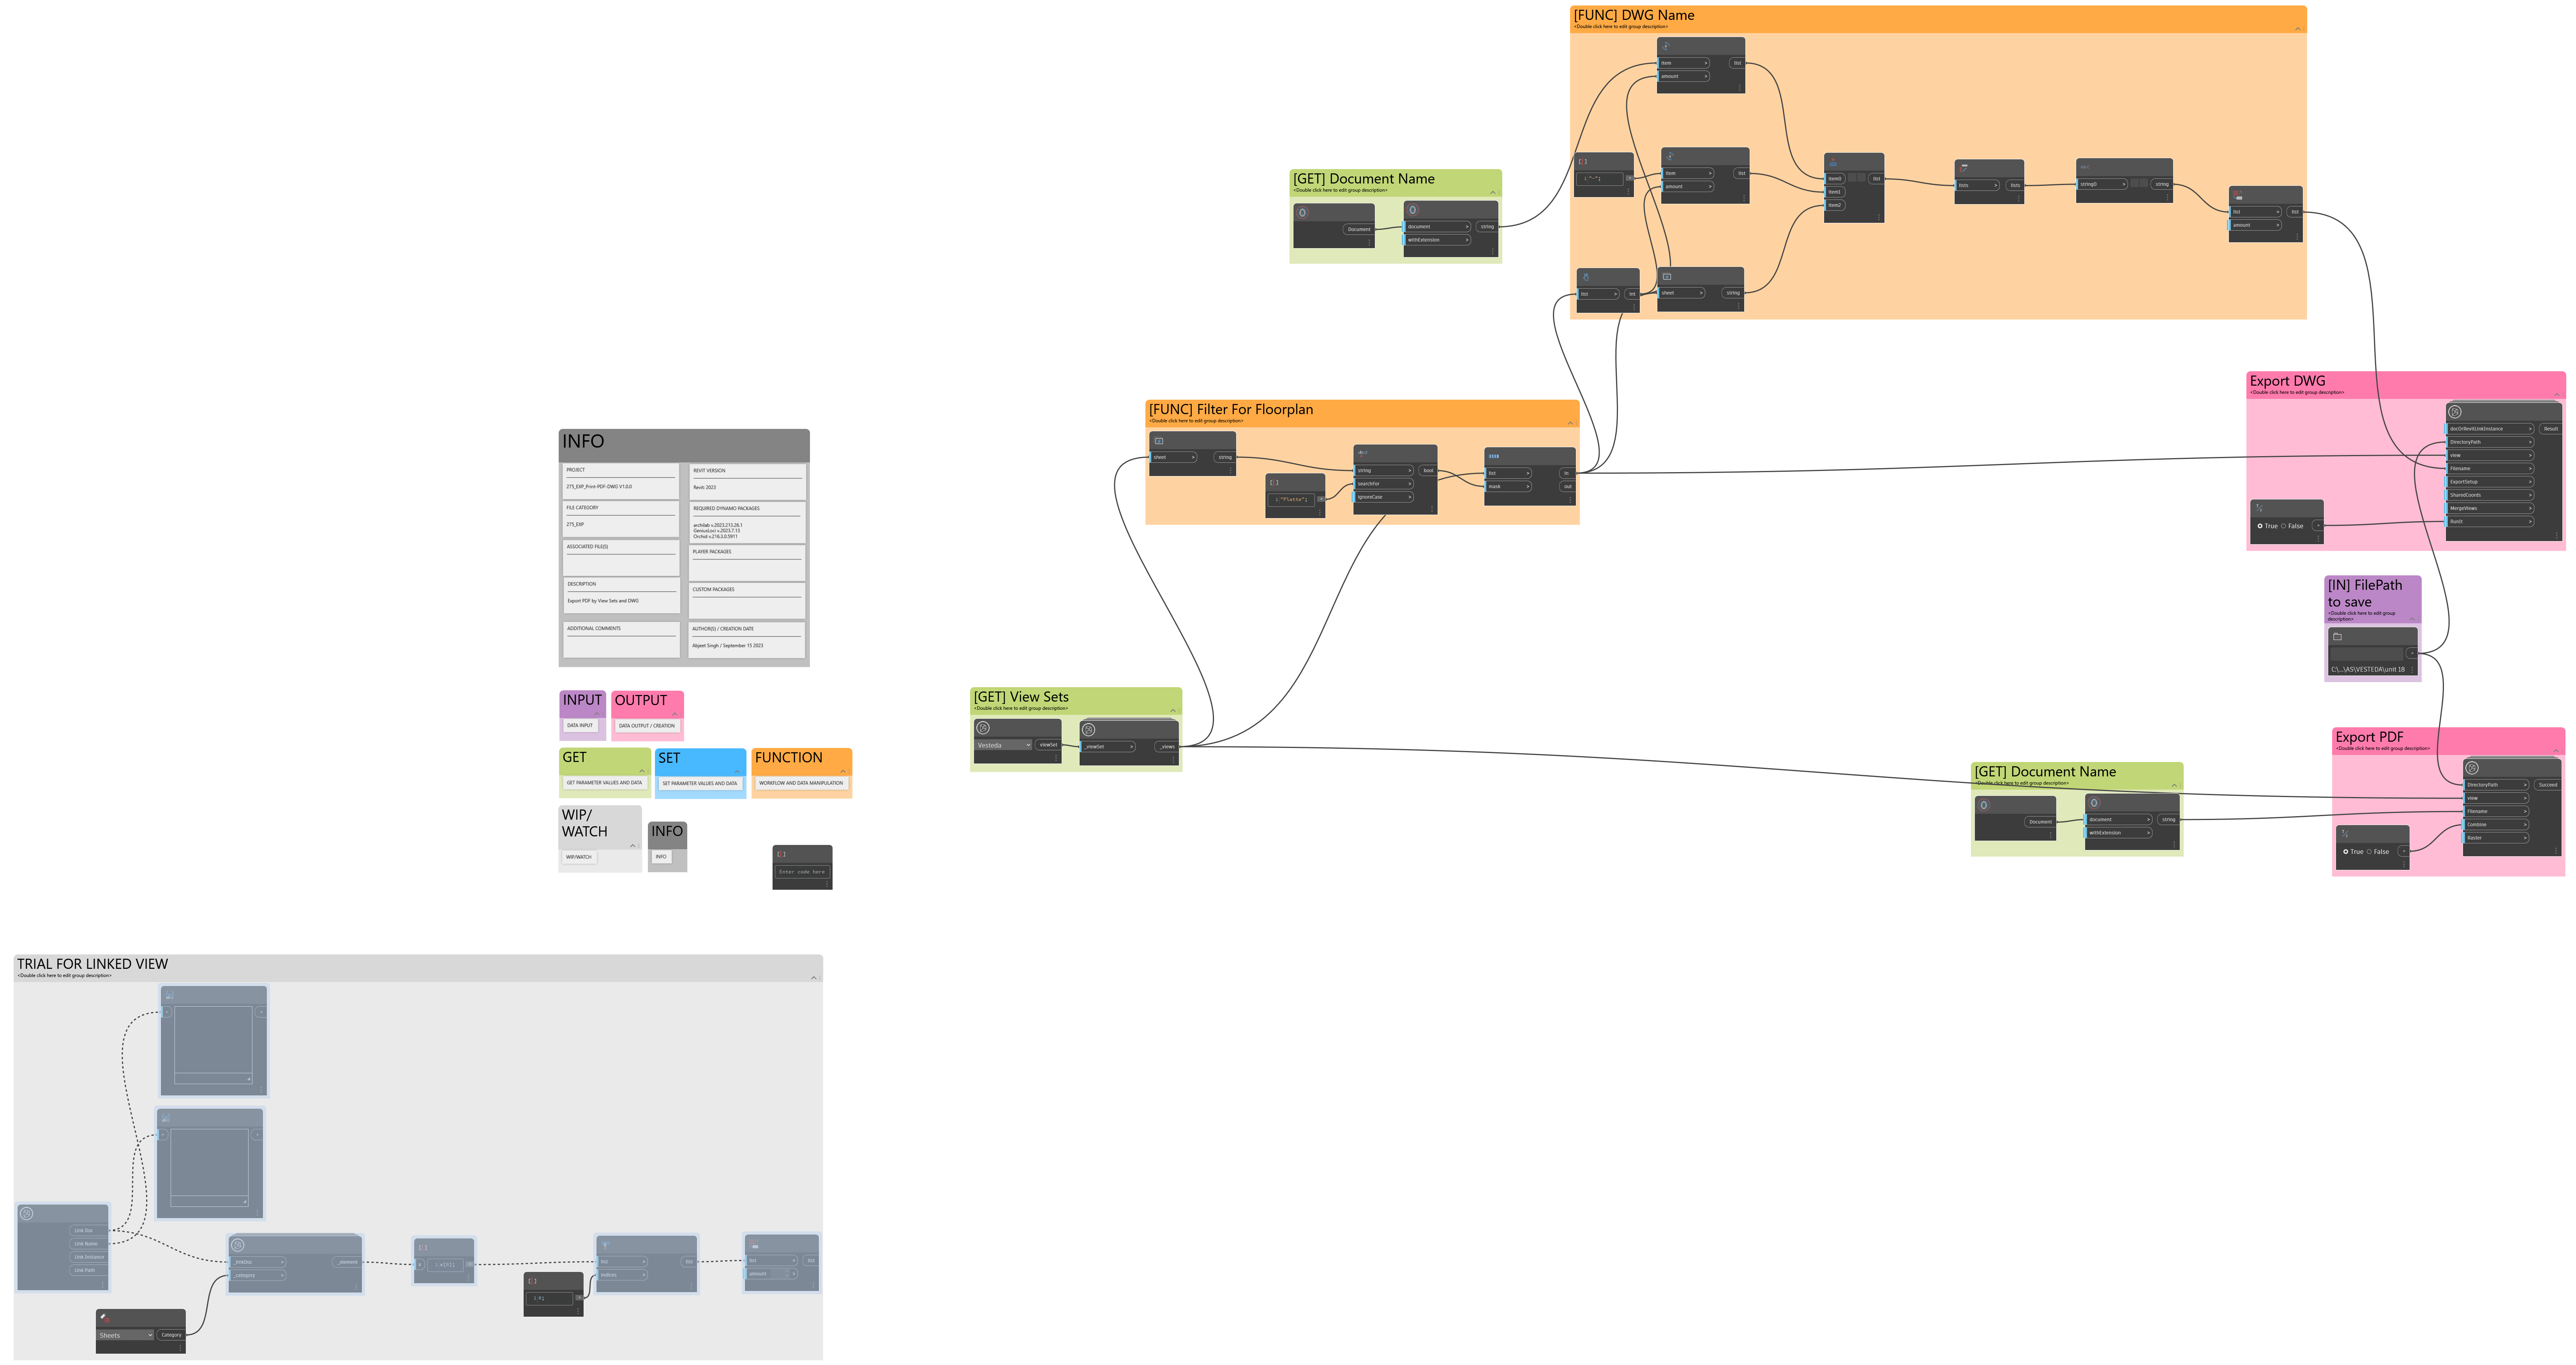 [FUNC] DWG Name
<Double click here to edit group description>
item
>
list
amount
>
"-";
item
>
list
amount
>
item0
list
item1
item2
lists
>
lists
string0
>
string
list
>
list
amount
>
list
>
int
sheet
>
string
[GET] Document Name
<Double click here to edit group description>
Document
document
>
string
withExtension
>
Export DWG
<Double click here to edit group description>
docOrRevitLinkInstance
>
Result
DirectoryPath
>
view
>
Filename
>
ExportSetup
>
SharedCoords
>
MergeViews
>
RunIt
>
True
False
>
[FUNC] Filter For Floorplan
<Double click here to edit group description>
sheet
>
string
"Platte";
string
>
bool
searchFor
>
ignoreCase
>
list
>
in
mask
>
out
INFO
PROJECT
275_EXP_Print-PDF-DWG V1.0.0
REVIT VERSION
Revit 2023
FILE CATEGORY
275_EXP
REQUIRED DYNAMO PACKAGES
archilab v.2023.213.26.1
GeniusLoci v.2023.7.13
Orchid v.216.3.0.5911
ASSOCIATED FILE(S)
PLAYER PACKAGES
DESCRIPTION
Export PDF by View Sets and DWG
CUSTOM PACKAGES
ADDITIONAL COMMENTS
AUTHOR(S) / CREATION DATE
Abjeet Singh / September 15 2023
[IN] FilePath
to save
<Double click here to edit group
description>
C:\...\AS\VESTEDA\unit 18
[GET] View Sets
<Double click here to edit group description>
Vesteda
viewSet
_viewSet
>
_views
INPUT
DATA INPUT
OUTPUT
DATA OUTPUT / CREATION
GET
GET PARAMETER VALUES AND DATA
SET
SET PARAMETER VALUES AND DATA
FUNCTION
WORKFLOW AND DATA MANIPULATION
WIP/
WATCH
WIP/WATCH
INFO
INFO
Enter code here
Export PDF
<Double click here to edit group description>
DirectoryPath
>
Succeed
view
>
Filename
>
Combine
>
Raster
>
True
False
>
[GET] Document Name
<Double click here to edit group description>
Document
document
>
string
withExtension
>
TRIAL FOR LINKED VIEW
<Double click here to edit group description>
Link Doc
Link Name
Link Instance
Link Path
_linkDoc
>
_element
_category
>
list
>
list
indices
>
list
>
list
amount
>
Sheets
Category